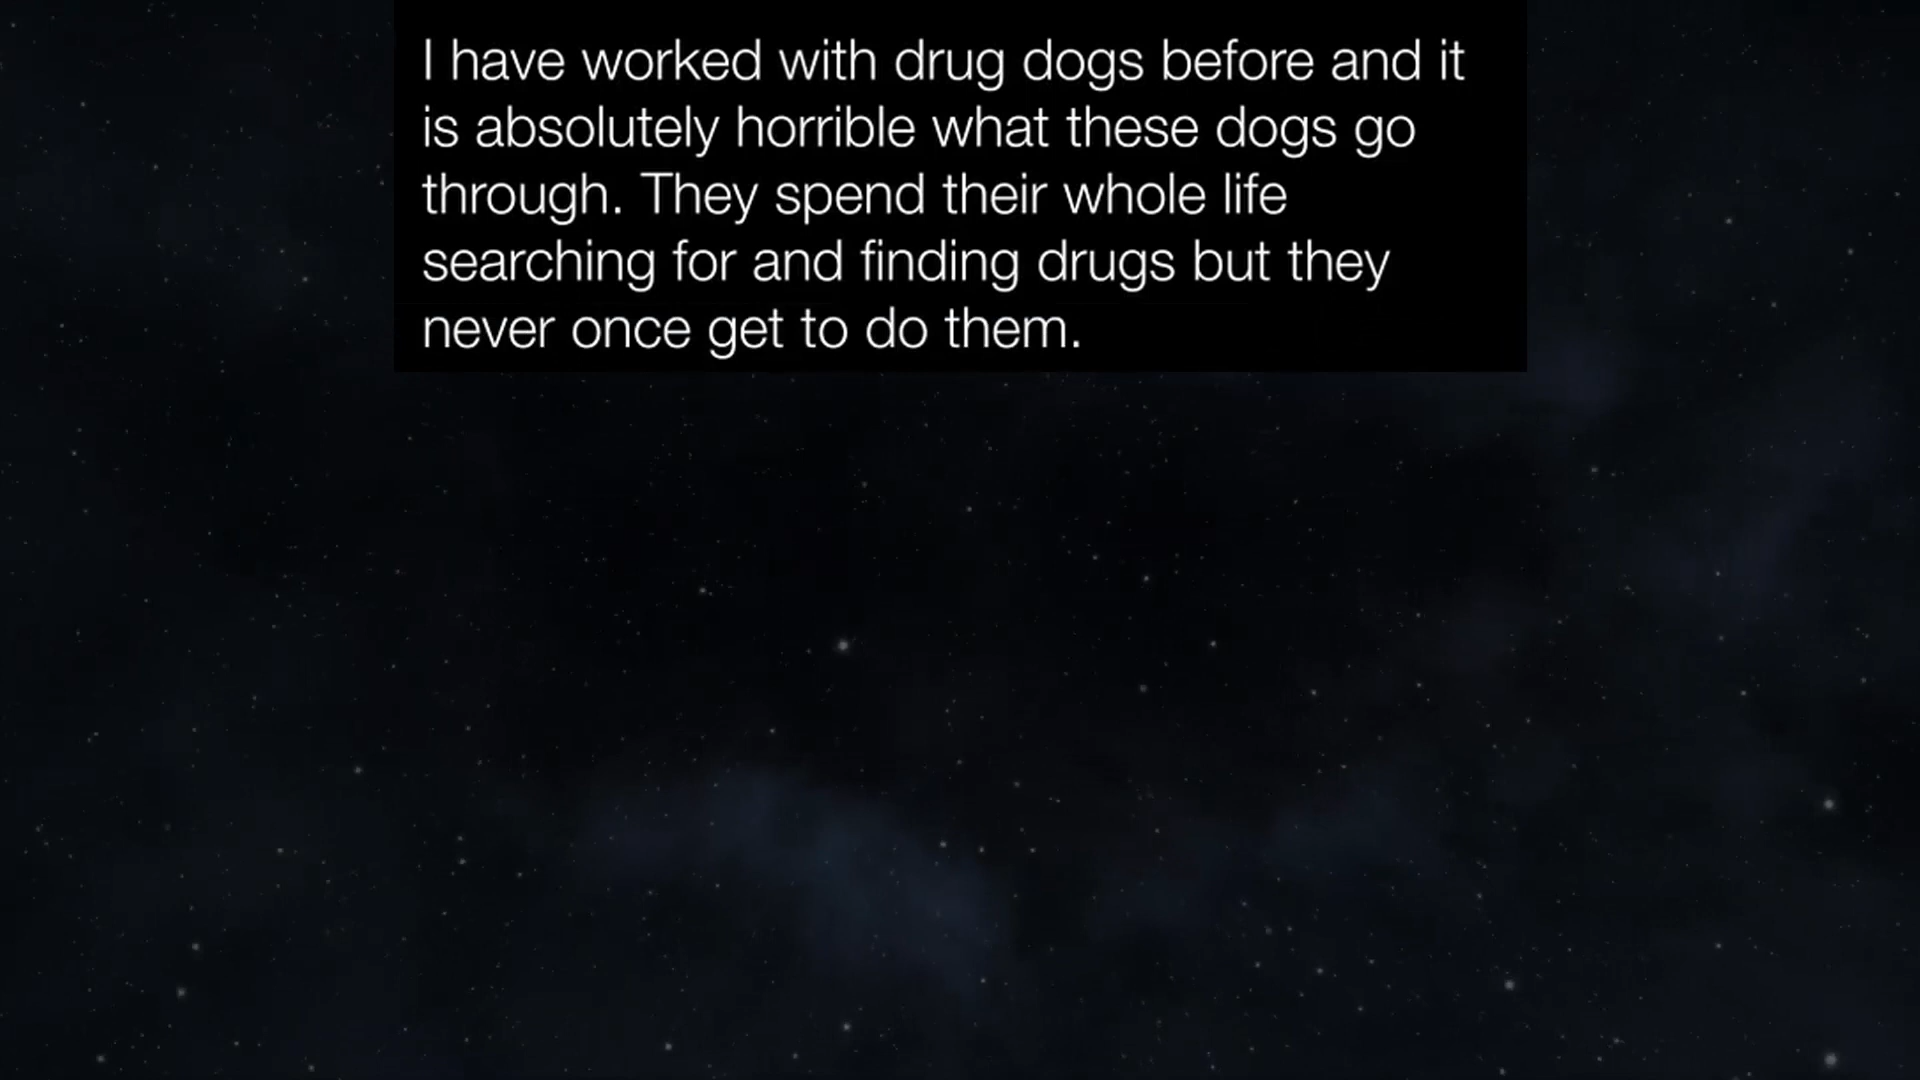 I have worked with drug dogs before and it
is absolutely horrible what these dogs go
through. They spend their whole life
searching for and finding drugs but they
never once get to do them.